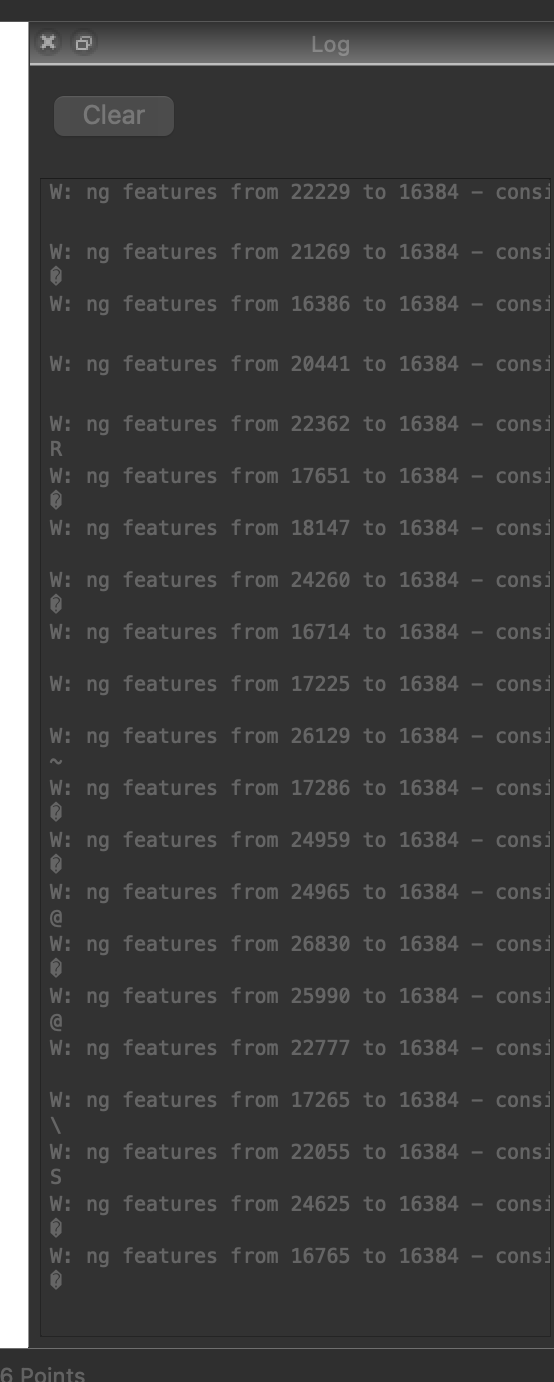 Log
Clear
W: ng features from 22229 to 16384 – consi
W: ng features from 21269 to 16384 – consi
�
W: ng features from 16386 to 16384 – consi
W: ng features from 20441 to 16384 – consi
W: ng features from 22362 to 16384 – consi
R
W: ng features from 17651 to 16384 – consi
�
W: ng features from 18147 to 16384 – consi
W: ng features from 24260 to 16384 – consi
�
W: ng features from 16714 to 16384 – consi
W: ng features from 17225 to 16384 – consi
W: ng features from 26129 to 16384 – consi
~
W: ng features from 17286 to 16384 – consi
�
W: ng features from 24959 to 16384 – consi
�
W: ng features from 24965 to 16384 – consi
@
W: ng features from 26830 to 16384 – consi
�
W: ng features from 25990 to 16384 – consi
@
W: ng features from 22777 to 16384 – consi
W: ng features from 17265 to 16384 – consi
\
W: ng features from 22055 to 16384 – consi
S
W: ng features from 24625 to 16384 – consi
�
W: ng features from 16765 to 16384 – consi
�
6 Points